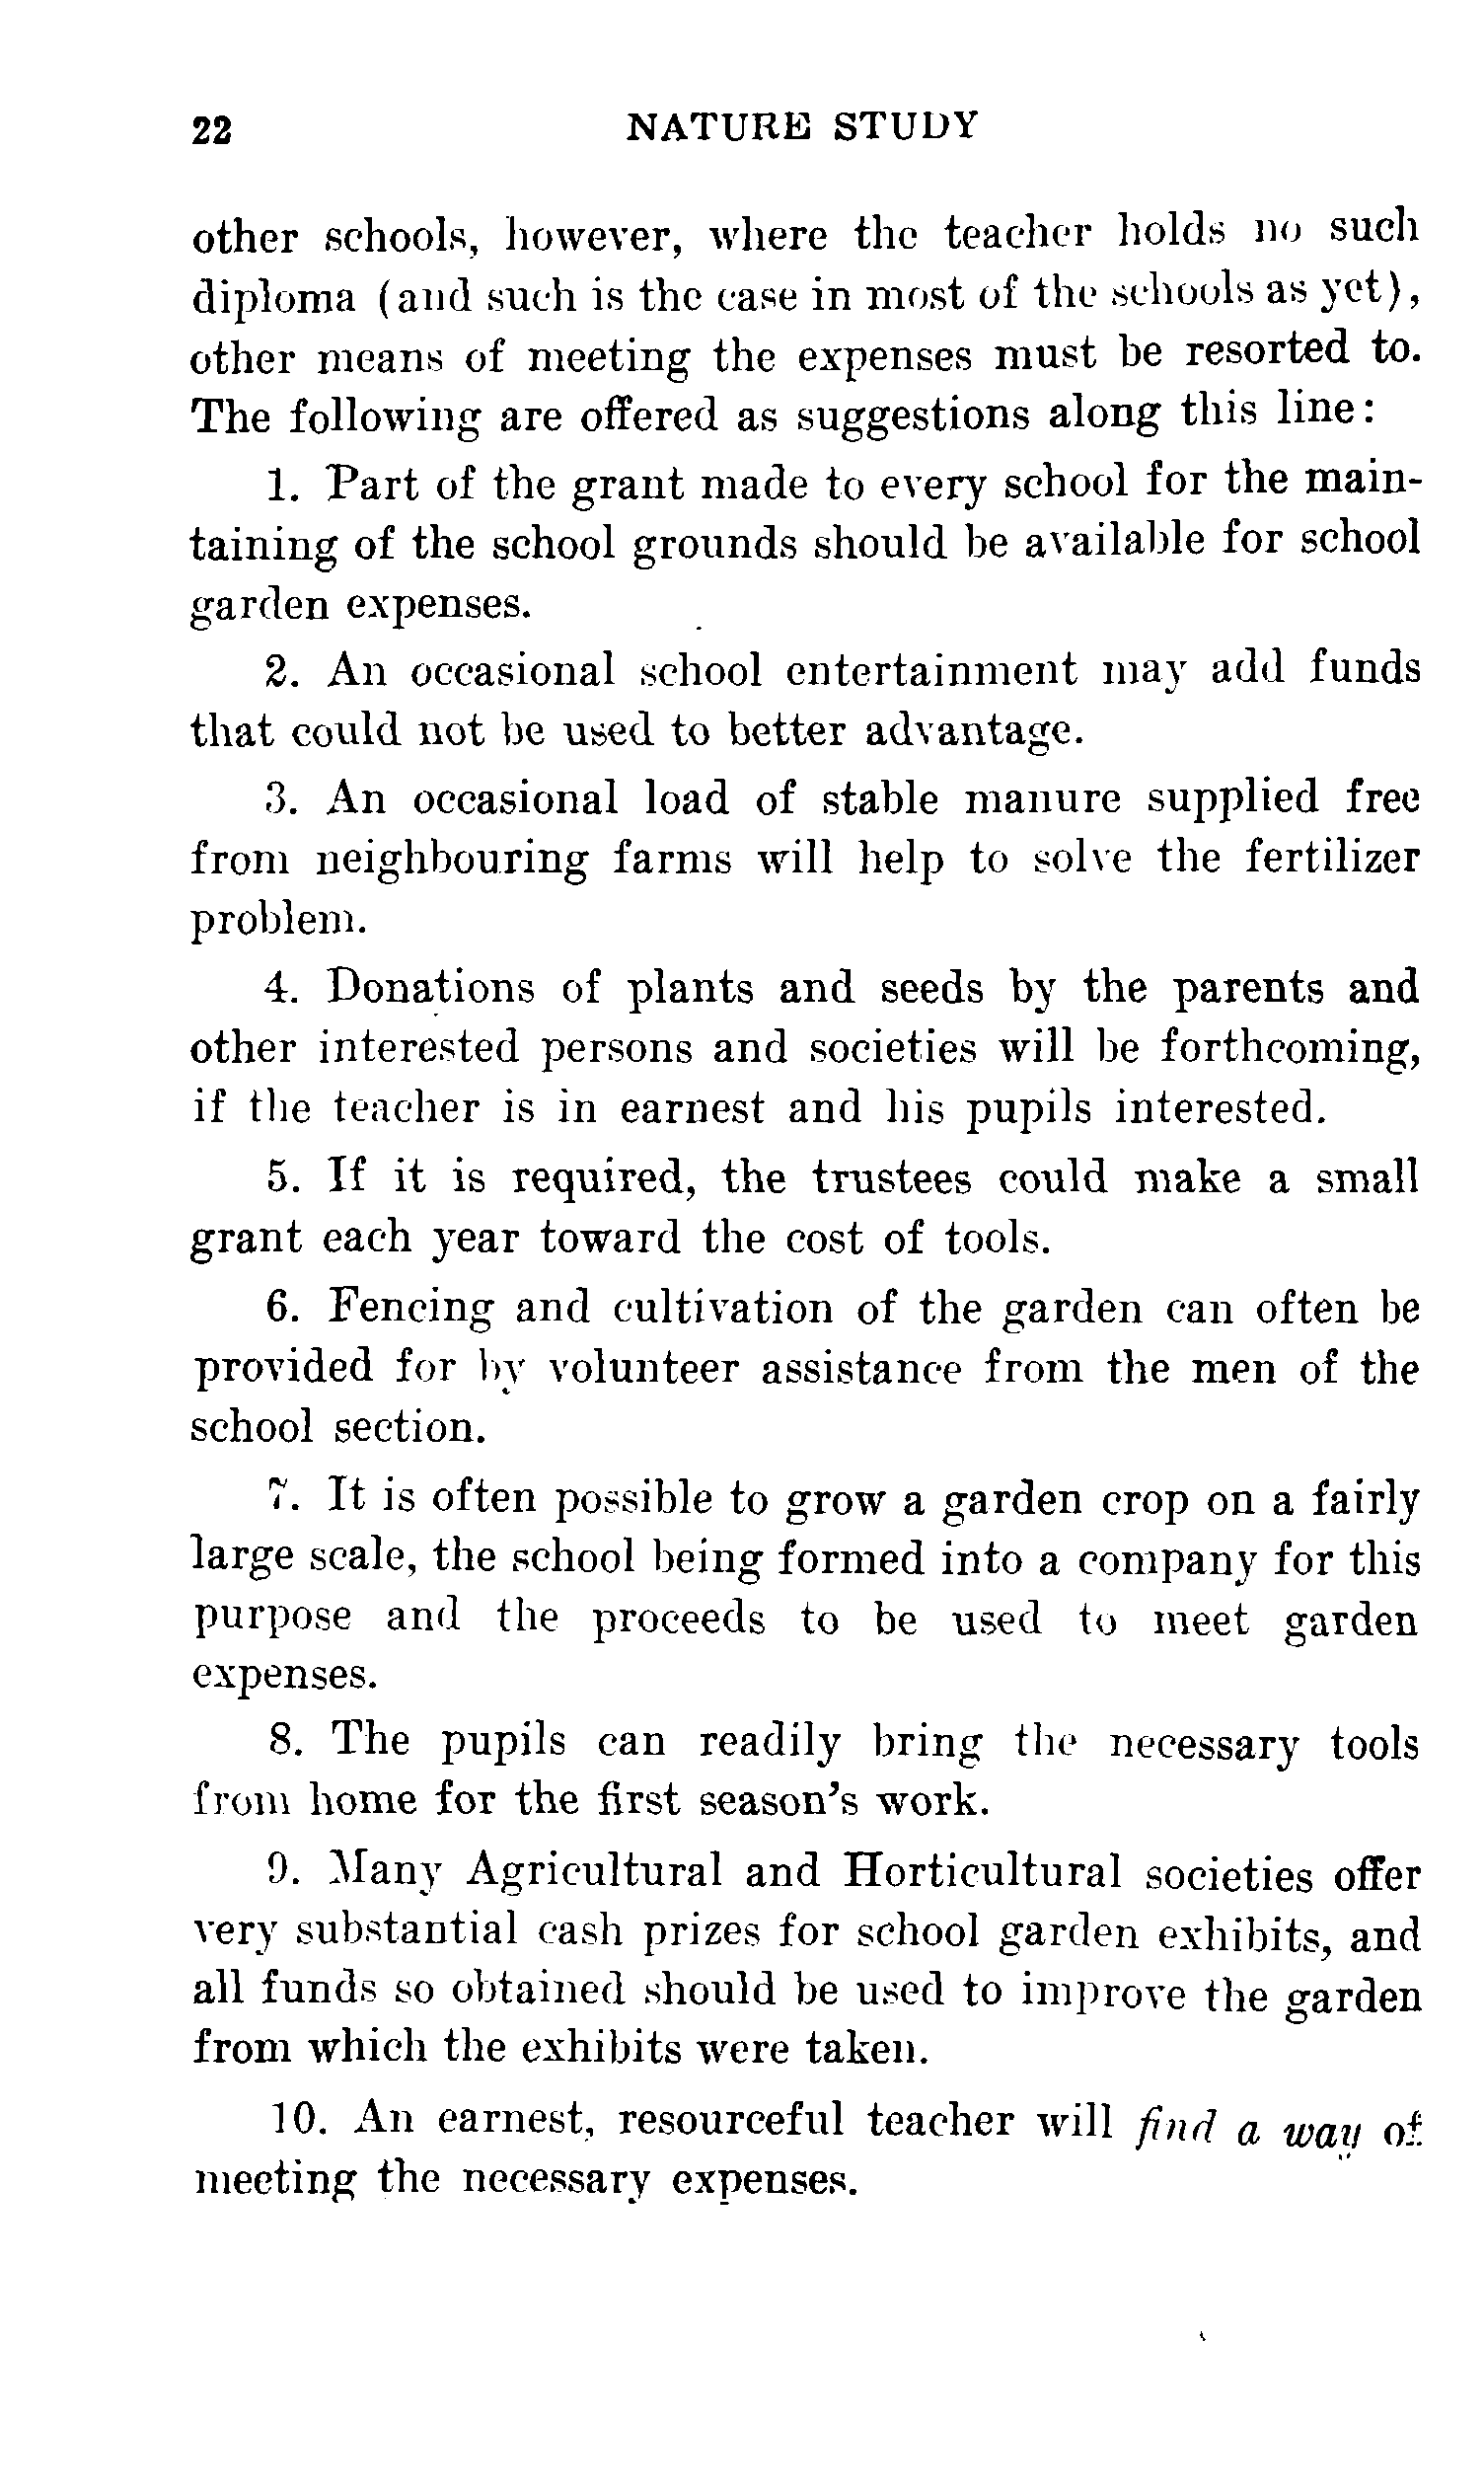 22 NATURE STUDY
other schools, however, where the teacher holds no such
diploma (and such is the case in most of the schools as yet),
other means of meeting the expenses must be resorted to.
The following are offered as suggestions along this line:
1. Part of the grant made to every school for the main-
taining of the school grounds should be available for school
garden expenses.
2. An occasional school entertainment may add funds
that could not be used to better advantage.
3. An occasional load of stable manure supplied free
from neighbouring farms will help to solve the fertilizer
problem.
4. Donations of plants and seeds by the parents and
other interested persons and societies will be forthcoming,
if the teacher is in earnest and his pupils interested.
5. If it is required, the trustees could make a small
grant each year toward the cost of tools.
6. Fencing and cultivation of the garden can often be
provided for by volunteer assistance from the men of the
school section.
7. It is often possible to grow a garden crop on a fairly
large scale, the school being formed into a company for this
purpose and the proceeds to be used to meet garden
expenses.
8. The pupils can readily bring the necessary tools
from home for the first season's work.
9. Many Agricultural and Horticultural societies offer
very substantial cash prizes for school garden exhibits, and
all funds so obtained should be used to improve the garden
from which the exhibits were taken.
10. An earnest, resourceful teacher will find a way of
meeting the necessary expenses.